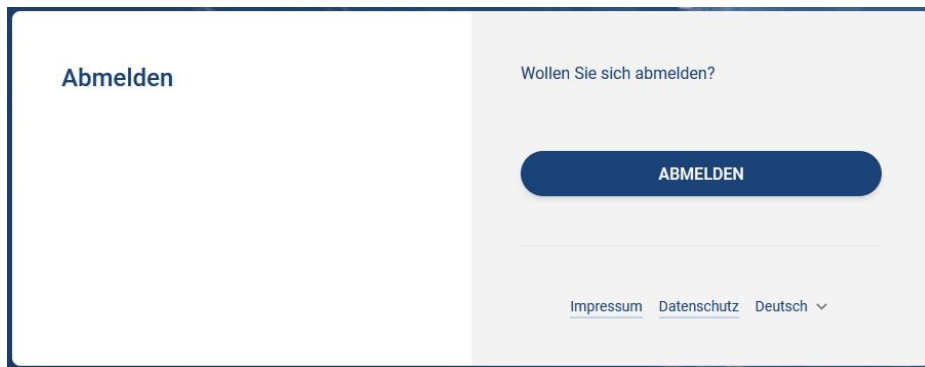 Abmelden
Wollen Sie sich abmelden?
ABMELDEN
Impressum Datenschutz Deutsch